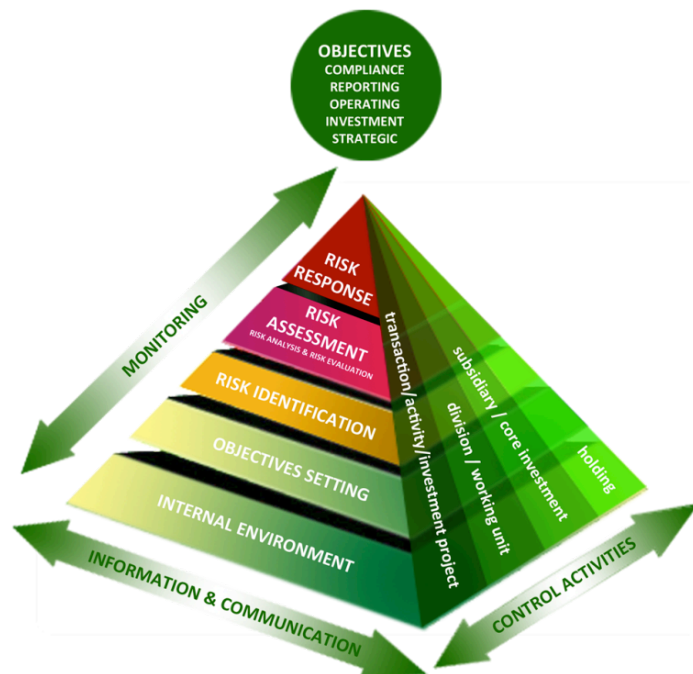 OBJECTIVES
COMPLIANCE
REPORTING
OPERATING
INVESTMENT
STRATEGIC
MONITORING
RISK
RESPONSE
RISK
ASSESSMENT
RISK ANALYSIS & RISK EVALUATION
RISK IDENTIFICATION
OBJECTIVES SETTING
INTERNAL ENVIRONMENT
transaction/activity/investment project
division / working unit
subsidiary / core investment
holding
INFORMATION & COMMUNICATION
CONTROL ACTIVITIES